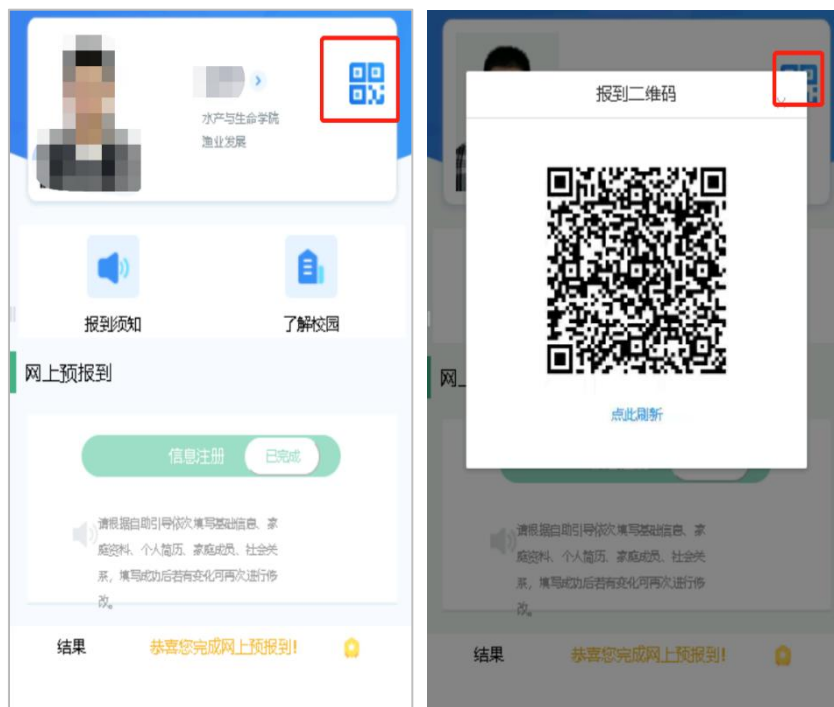 水产与生命学院
渔业发展
报到须知
了解校园
网上预报到
信息注册
已完成
请根据自助引导依次填写基础信息、家
庭资料、个人简历、家庭成员、社会关
系，填写成功后若有变化可再次进行修
改。
结果
恭喜您完成网上预报到!
报到二维码
点此刷新
网上
请根据自助引导依次填写基础信息、家
庭资料、个人简历、家庭成员、社会关
系，填写成功后若有变化可再次进行修
改。
结果
恭喜您完成网上预报到!